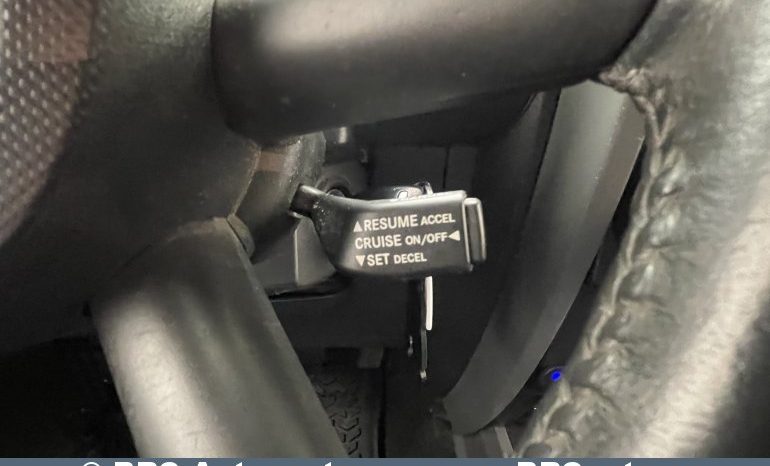 ▲RESUME ACCEL
CRUISE ON/OFF◀
▼SET DECEL